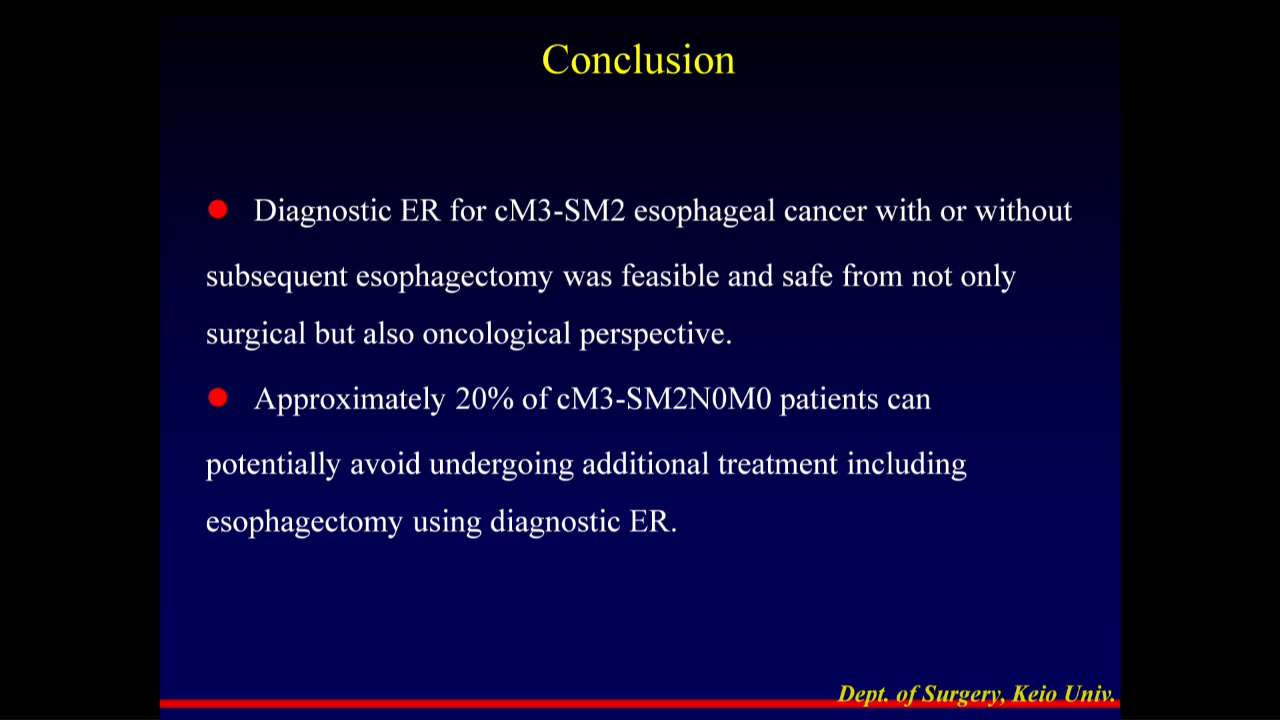 Conclusion
Diagnostic ER for cM3-SM2 esophageal cancer with or without
subsequent esophagectomy was feasible and safe from not only
surgical but also oncological perspective.
Approximately 20% of cM3-SM2N0M0 patients can
potentially avoid undergoing additional treatment including
esophagectomy using diagnostic ER.
Dept. of Surgery, Keio Univ.